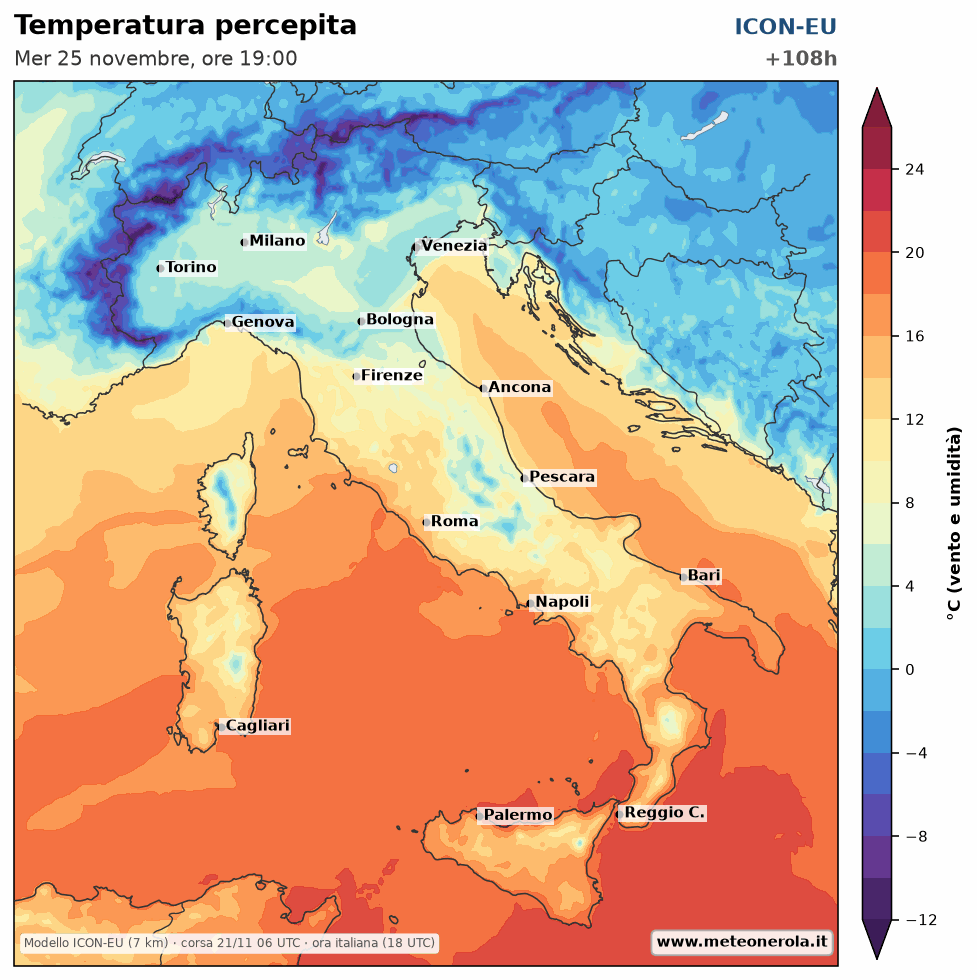 Temperatura percepita
ICON-EU
Mer 25 novembre, ore 19:00
+108h
Milano
Venezia
Torino
Genova
Bologna
Firenze
Ancona
Pescara
Roma
Bari
Napoli
Cagliari
Palermo
Reggio C.
24
20
16
12
8
4
0
−4
−8
−12
°C (vento e umidità)
Modello ICON-EU (7 km) · corsa 21/11 06 UTC · ora italiana (18 UTC)
www.meteonerola.it